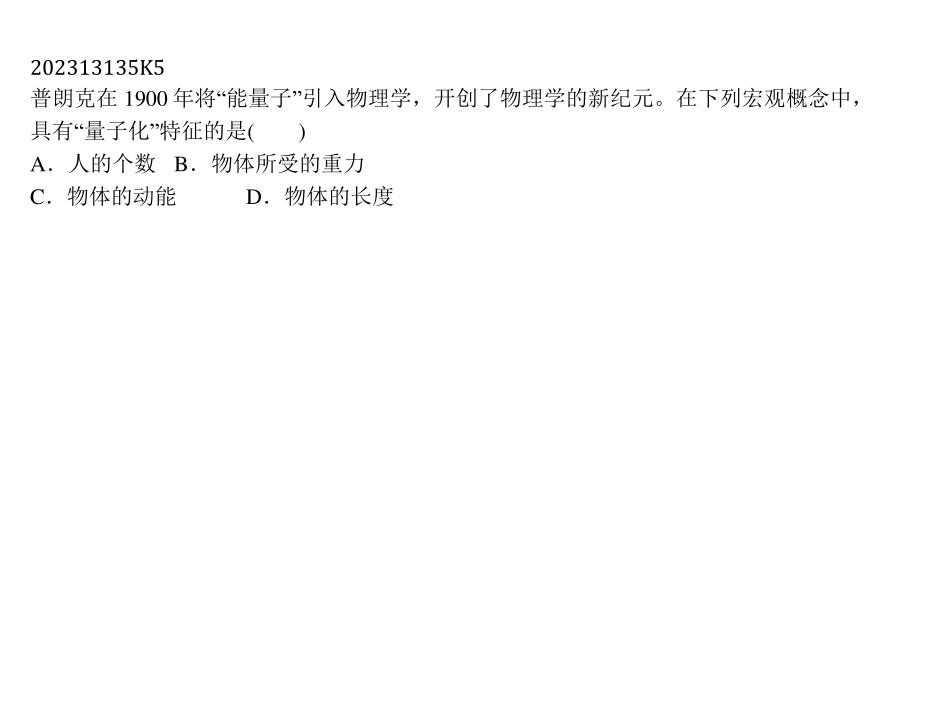 202313135K5
普朗克在 1900 年将“能量子”引入物理学，开创了物理学的新纪元。在下列宏观概念中，
具有“量子化”特征的是(　　)
A．人的个数 B．物体所受的重力
C．物体的动能 D．物体的长度